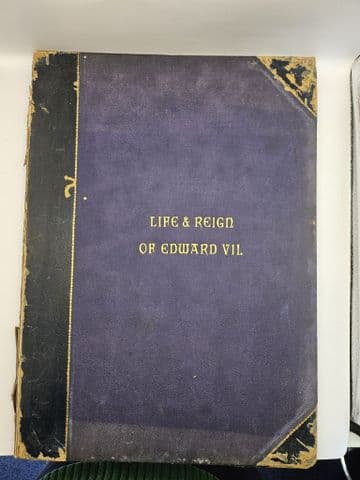 LIFE & REIGN
OF EDWARD VII.